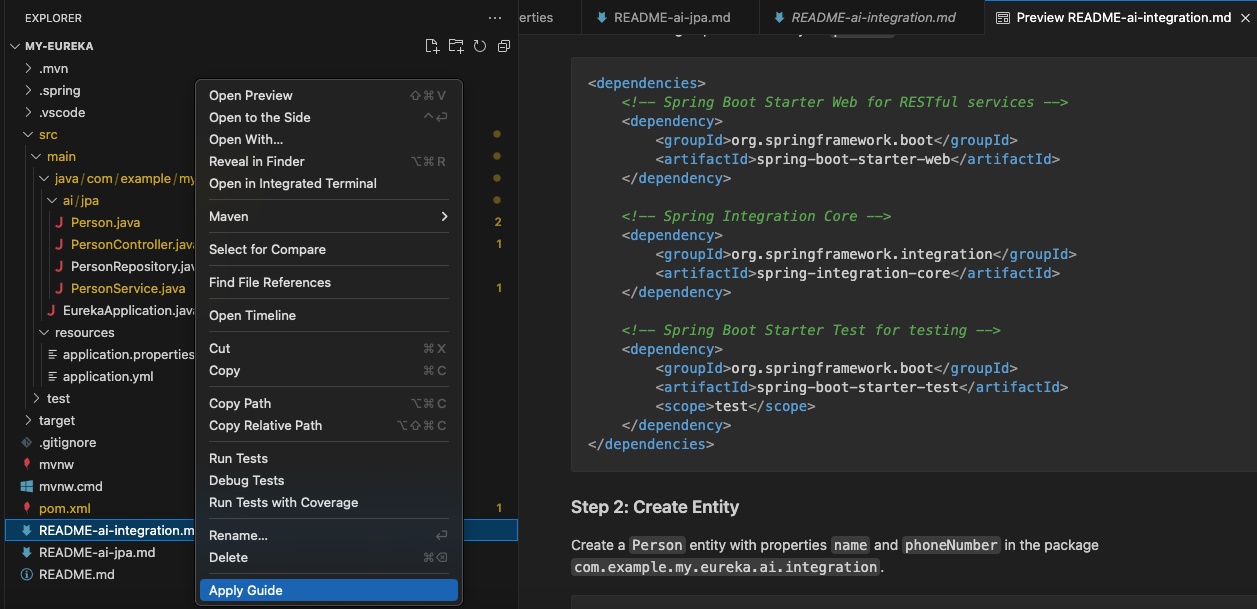 EXPLORER
MY-EUREKA
.mvn
.spring
.vscode
src
main
java/com/example/my
ai/jpa
J Person.java 2
J PersonController.java 1
J PersonRepository.jav
J PersonService.java 1
J EurekaApplication.java
resources
application.properties
application.yml
test
target
.gitignore
mvnw
mvnw.cmd
pom.xml 1
README-ai-integration.m
README-ai-jpa.md
README.md
Open Preview ⇧⌘V
Open to the Side ^⏎
Open With...
Reveal in Finder ⌥⌘R
Open in Integrated Terminal
Maven
Select for Compare
Find File References
Open Timeline
Cut ⌘X
Copy ⌘C
Copy Path ⌥⌘C
Copy Relative Path ⌥⇧⌘C
Run Tests
Debug Tests
Run Tests with Coverage
Rename... ⏎
Delete ⌘⌫
Apply Guide
erties
README-ai-jpa.md
README-ai-integration.md
Preview README-ai-integration.md
<dependencies>
<!-- Spring Boot Starter Web for RESTful services -->
<dependency>
<groupId>org.springframework.boot</groupId>
<artifactId>spring-boot-starter-web</artifactId>
</dependency>
<!-- Spring Integration Core -->
<dependency>
<groupId>org.springframework.integration</groupId>
<artifactId>spring-integration-core</artifactId>
</dependency>
<!-- Spring Boot Starter Test for testing -->
<dependency>
<groupId>org.springframework.boot</groupId>
<artifactId>spring-boot-starter-test</artifactId>
<scope>test</scope>
</dependency>
</dependencies>
Step 2: Create Entity
Create a Person entity with properties name and phoneNumber in the package
com.example.my.eureka.ai.integration.